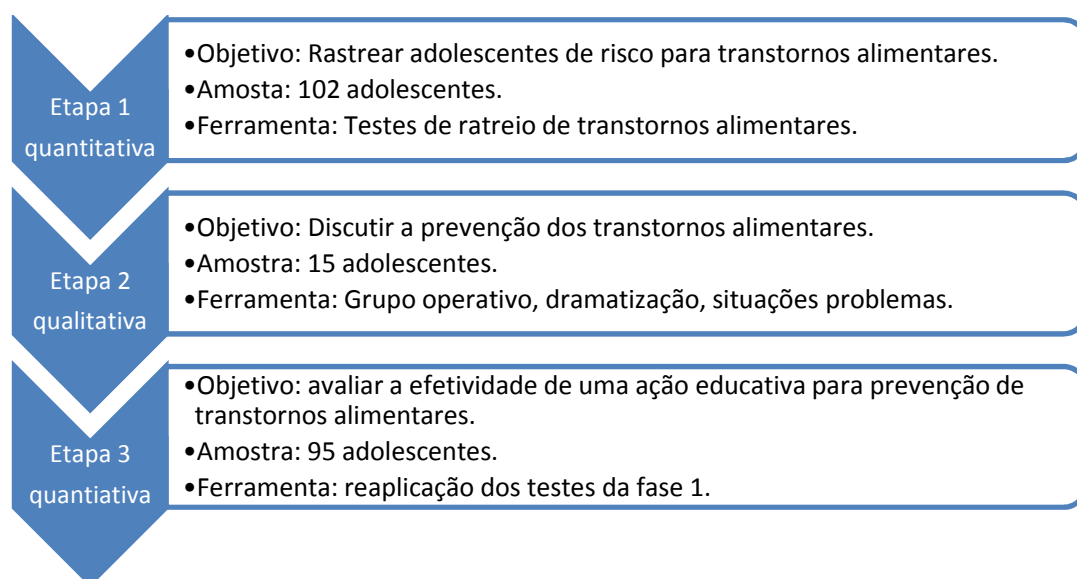 Etapa 1
quantitativa
•Objetivo: Rastrear adolescentes de risco para transtornos alimentares.
•Amosta: 102 adolescentes.
•Ferramenta: Testes de ratreio de transtornos alimentares.
Etapa 2
qualitativa
•Objetivo: Discutir a prevenção dos transtornos alimentares.
•Amostra: 15 adolescentes.
•Ferramenta: Grupo operativo, dramatização, situações problemas.
Etapa 3
quantiativa
•Objetivo: avaliar a efetividade de uma ação educativa para prevenção de
transtornos alimentares.
•Amostra: 95 adolescentes.
•Ferramenta: reaplicação dos testes da fase 1.